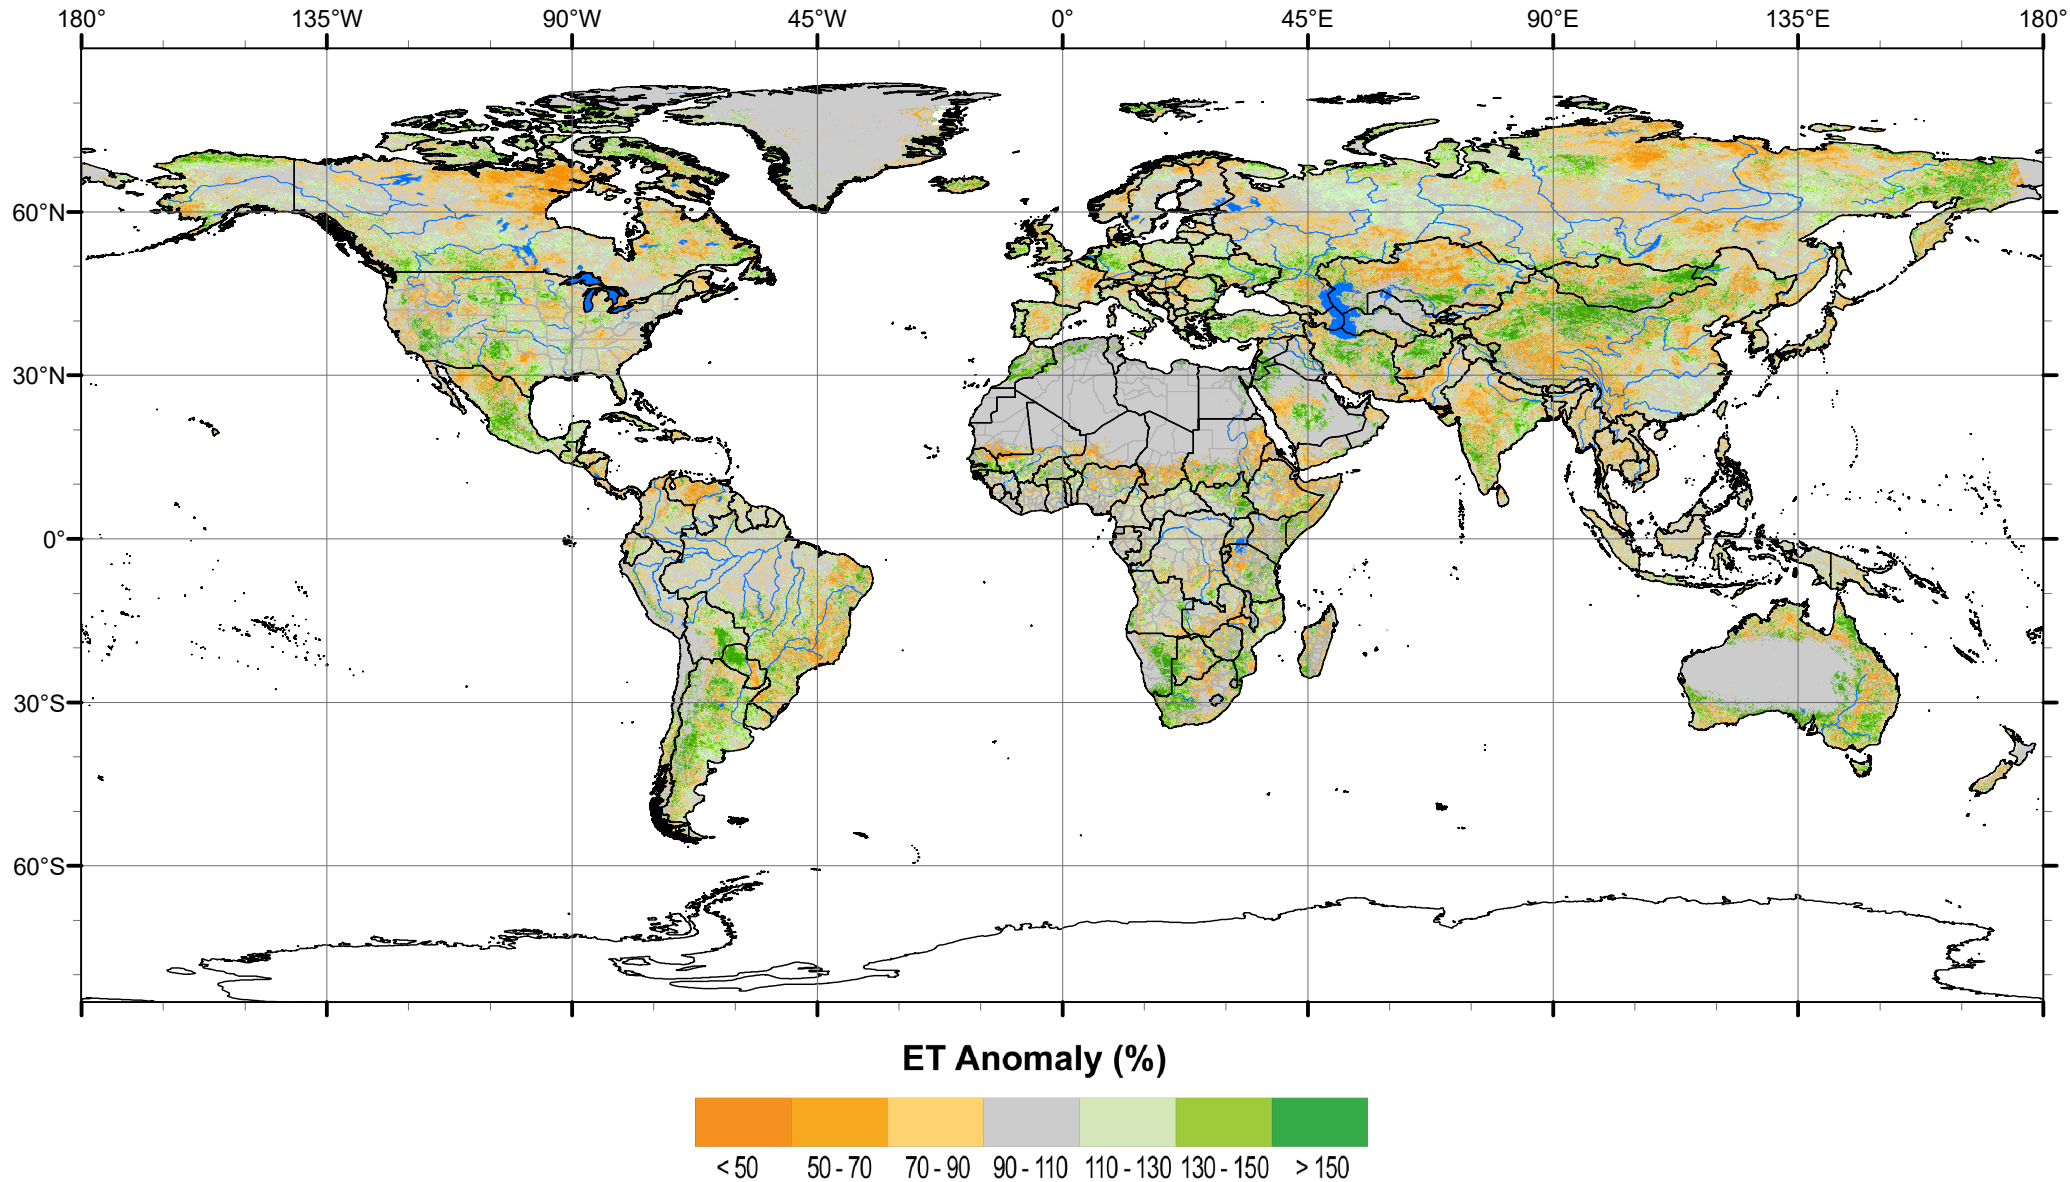 180° 135°W 90°W 45°W 0° 45°E 90°E 135°E 180°
60°N
30°N
0°
30°S
60°S
ET Anomaly (%)
< 50 50 - 70 70 - 90 90 - 110 110 - 130 130 - 150 > 150